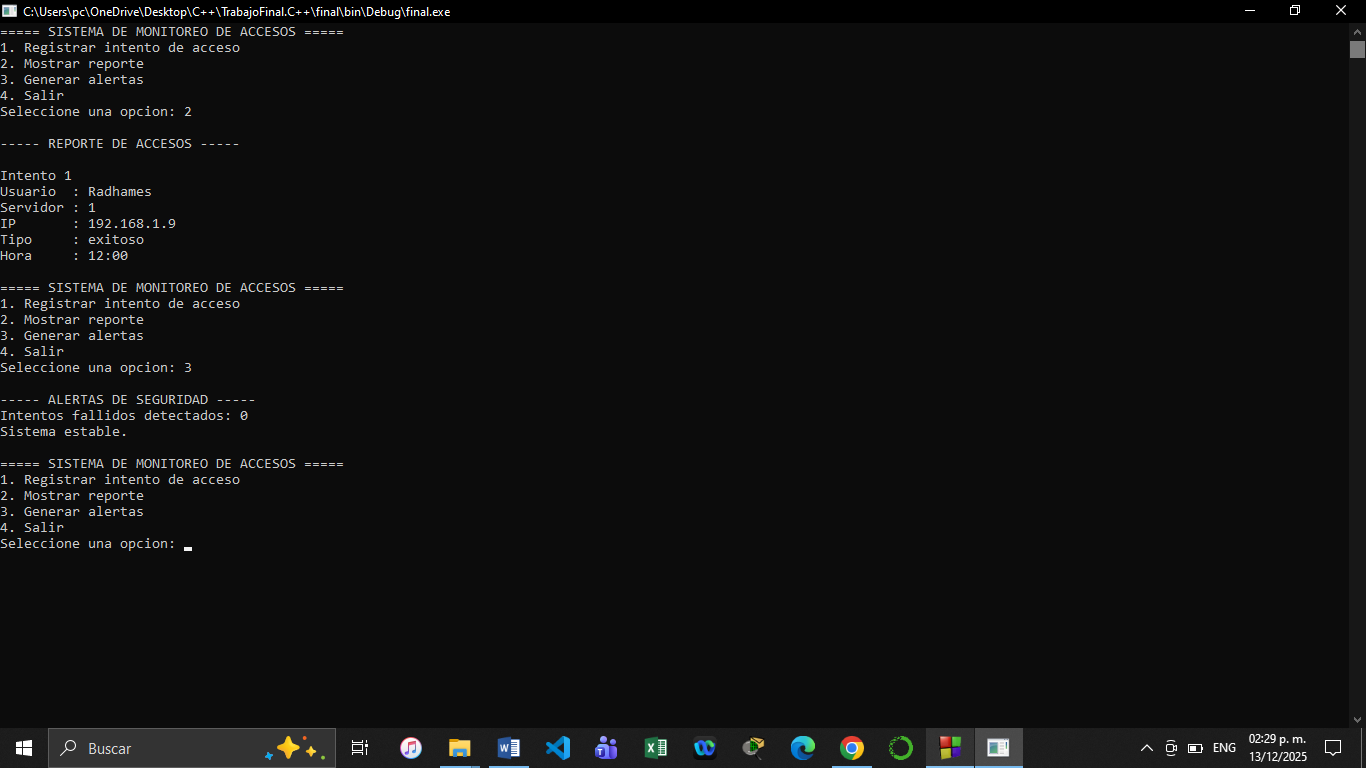 C:\Users\pc\OneDrive\Desktop\C++\TrabajoFinal.C++\final\bin\Debug\final.exe
===== SISTEMA DE MONITOREO DE ACCESOS =====
1. Registrar intento de acceso
2. Mostrar reporte
3. Generar alertas
4. Salir
Seleccione una opcion: 2
----- REPORTE DE ACCESOS -----
Intento 1
Usuario  : Radhames
Servidor : 1
IP       : 192.168.1.9
Tipo     : exitoso
Hora     : 12:00
===== SISTEMA DE MONITOREO DE ACCESOS =====
1. Registrar intento de acceso
2. Mostrar reporte
3. Generar alertas
4. Salir
Seleccione una opcion: 3
----- ALERTAS DE SEGURIDAD -----
Intentos fallidos detectados: 0
Sistema estable.
===== SISTEMA DE MONITOREO DE ACCESOS =====
1. Registrar intento de acceso
2. Mostrar reporte
3. Generar alertas
4. Salir
Seleccione una opcion:
Buscar
ENG
02:29 p. m.
13/12/2025